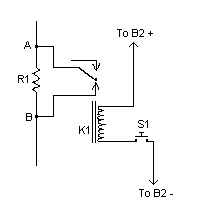 To B2 +
A
R1
B
K1
S1
To B2 -